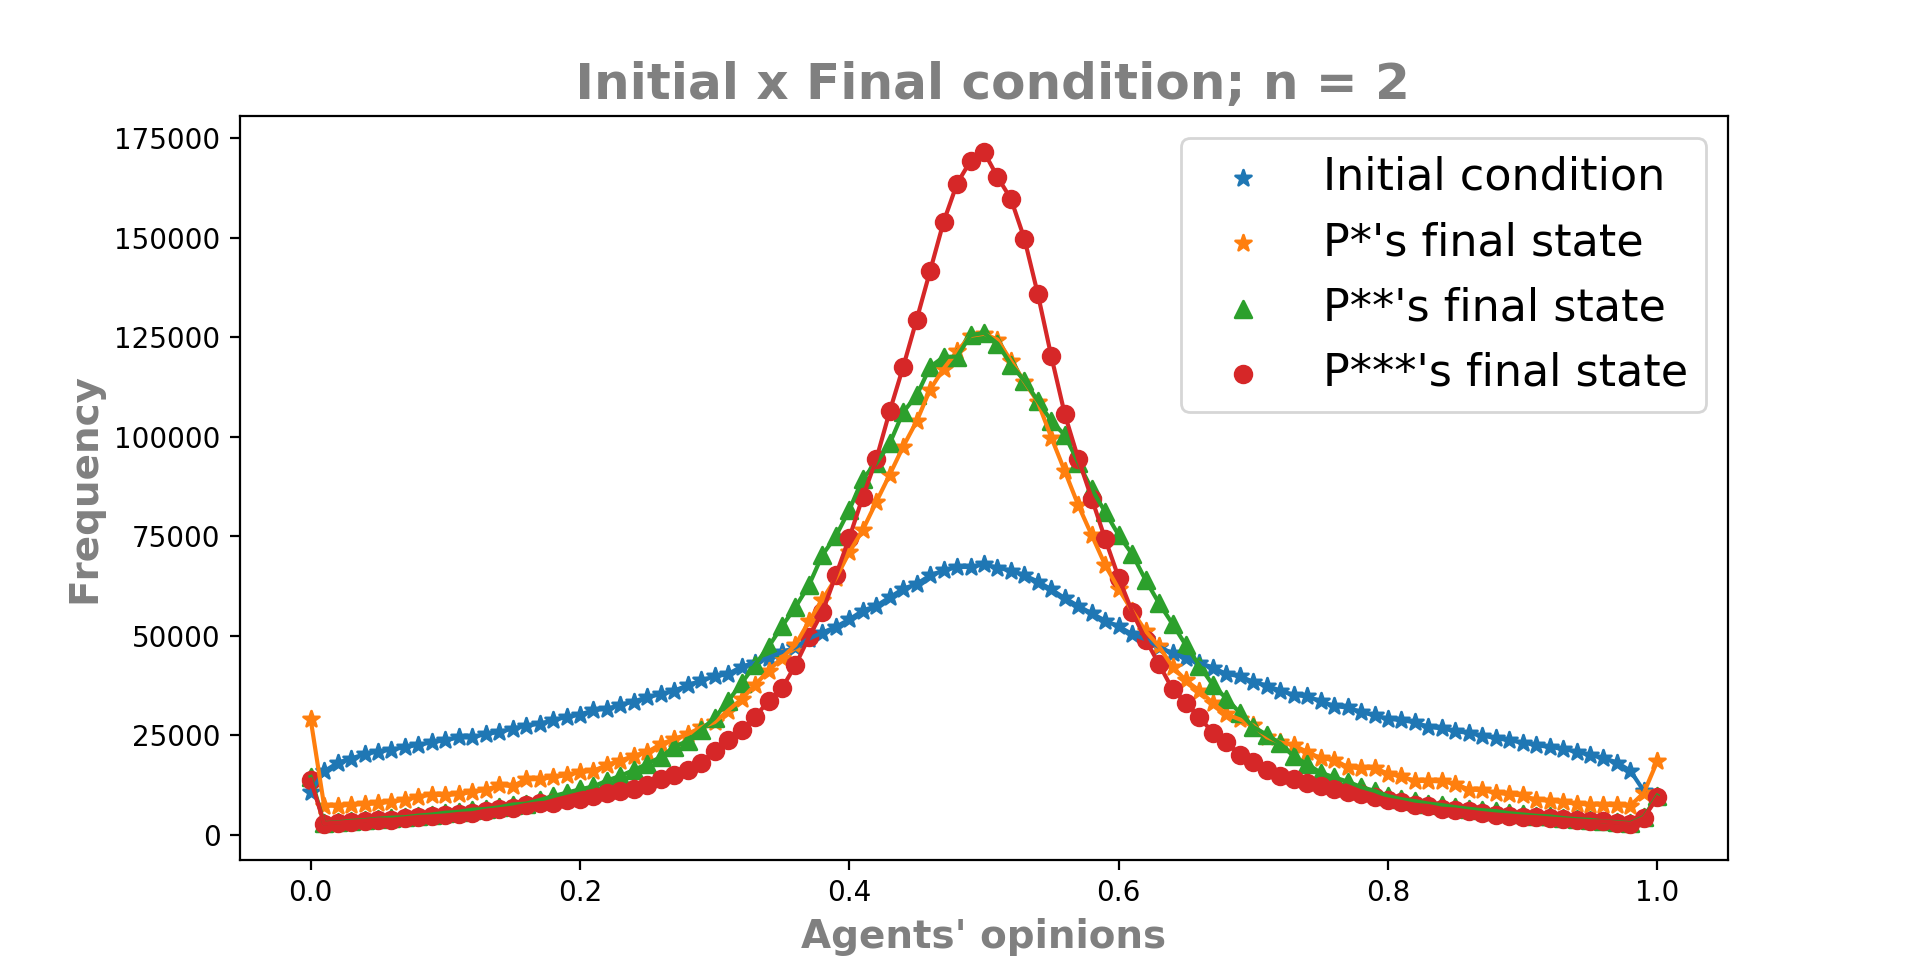 Initial x Final condition; n = 2
175000
150000
125000
100000
75000
50000
25000
0
Frequency
Initial condition
P*'s final state
P**'s final state
P***'s final state
0.0 0.2 0.4 0.6 0.8 1.0
Agents' opinions